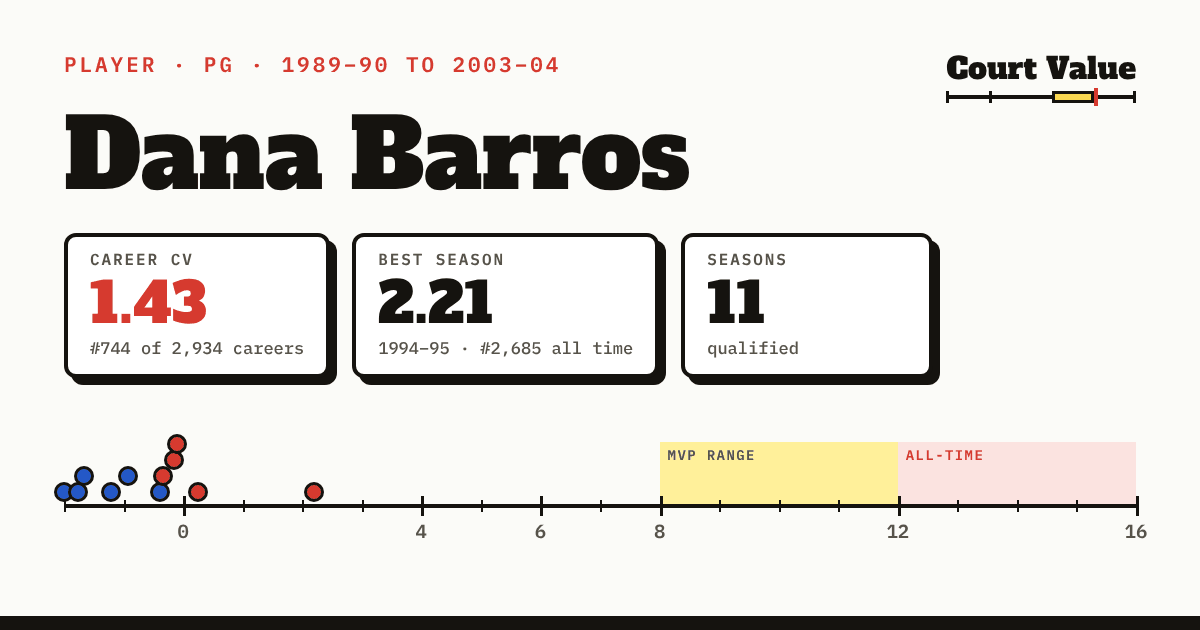 PLAYER · PG · 1989–90 TO 2003–04
Court Value
Dana Barros
CAREER CV
1.43
#744 of 2,934 careers
BEST SEASON
2.21
1994–95 · #2,685 all time
SEASONS
11
qualified
MVP RANGE
ALL-TIME
0
4
6
8
12
16